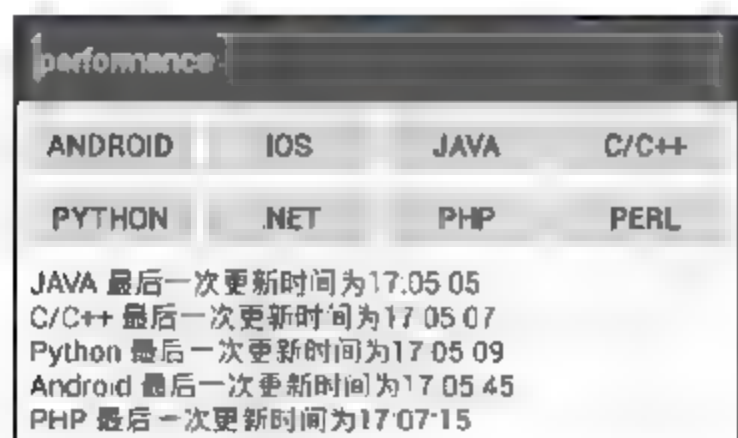 performance
ANDROID IOS JAVA C/C++
PYTHON .NET PHP PERL
JAVA 最后一次更新时间为17:05:05
C/C++ 最后一次更新时间为17:05:07
Python 最后一次更新时间为17:05:09
Android 最后一次更新时间为17:05:45
PHP 最后一次更新时间为17:07:15